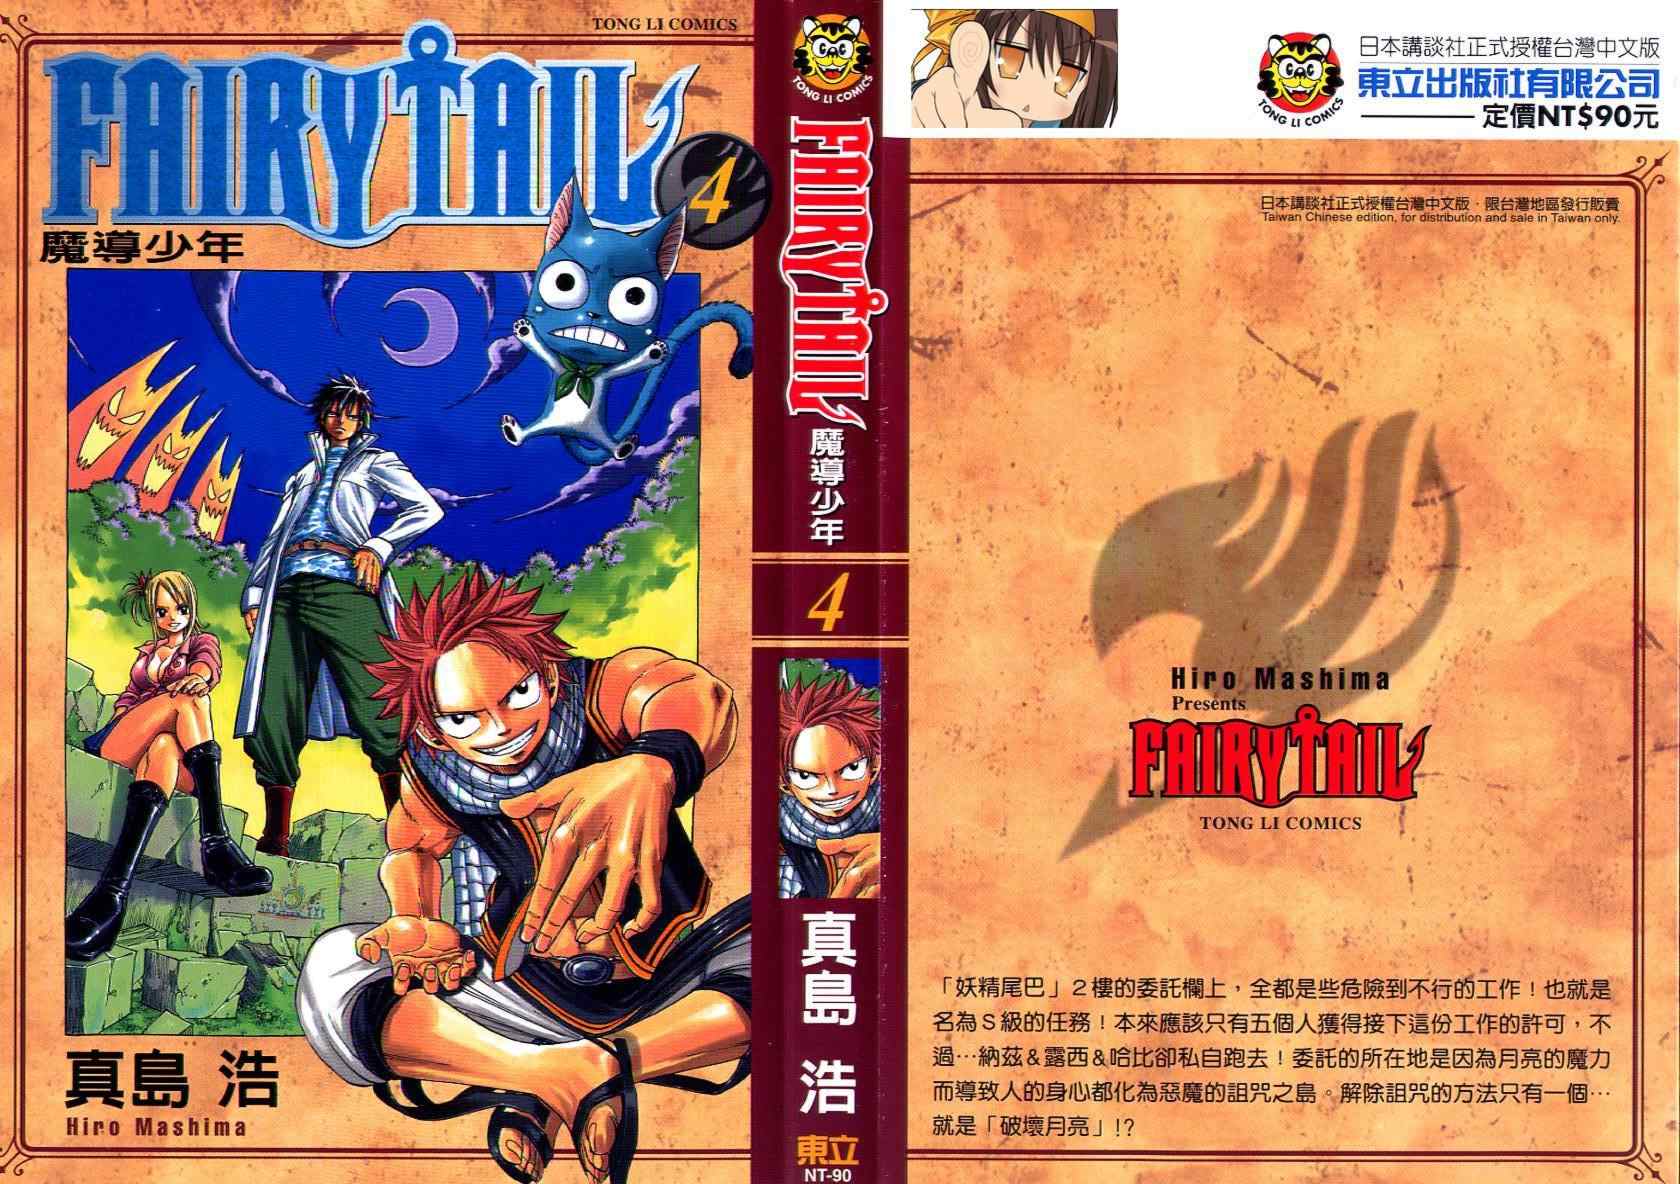 TONG LI COMICS
FAIRY TAIL
4
魔導少年
真島 浩
Hiro Mashima
TONG LI COMICS
FAIRY TAIL
魔導少年
4
真島 浩
東立
NT-90
TONG LI COMICS
日本講談社正式授權台灣中文版
東立出版社有限公司
定價NT$90元
日本講談社正式授權台灣中文版・限台灣地區發行販賣
Taiwan Chinese edition, for distribution and sale in Taiwan only.
Hiro Mashima
Presents
FAIRY TAIL
TONG LI COMICS
「妖精尾巴」２樓的委託欄上，全都是些危險到不行的工作！也就是
名為Ｓ級的任務！本來應該只有五個人獲得接下這份工作的許可，不
過…納茲＆露西＆哈比卻私自跑去！委託的所在地是因為月亮的魔力
而導致人的身心都化為惡魔的詛咒之島。解除詛咒的方法只有一個…
就是「破壞月亮」!?